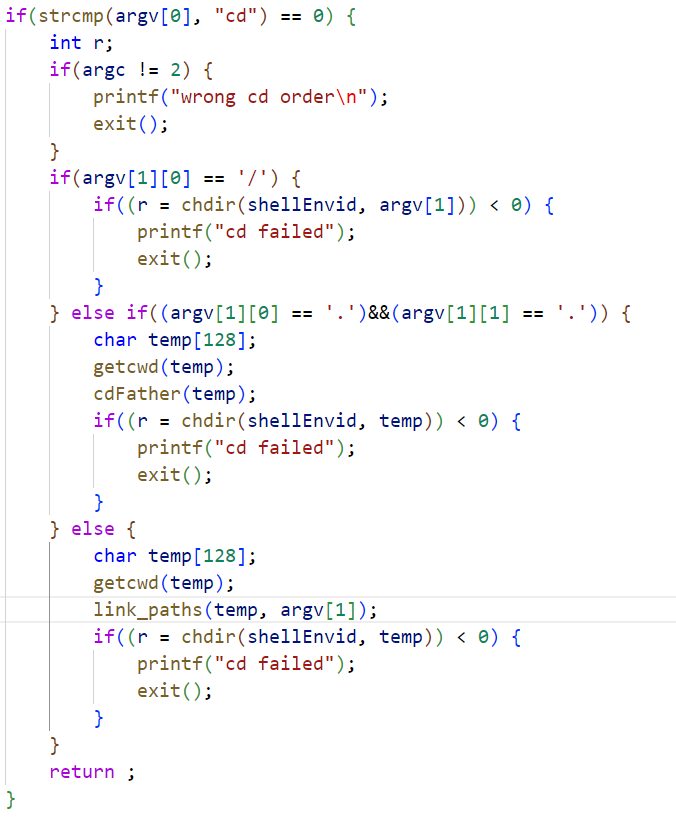 if(strcmp(argv[0], "cd") == 0) {
    int r;
    if(argc != 2) {
        printf("wrong cd order\n");
        exit();
    }
    if(argv[1][0] == '/') {
        if((r = chdir(shellEnvid, argv[1])) < 0) {
            printf("cd failed");
            exit();
        }
    } else if((argv[1][0] == '.')&&(argv[1][1] == '.')) {
        char temp[128];
        getcwd(temp);
        cdFather(temp);
        if((r = chdir(shellEnvid, temp)) < 0) {
            printf("cd failed");
            exit();
        }
    } else {
        char temp[128];
        getcwd(temp);
        link_paths(temp, argv[1]);
        if((r = chdir(shellEnvid, temp)) < 0) {
            printf("cd failed");
            exit();
        }
    }
    return ;
}